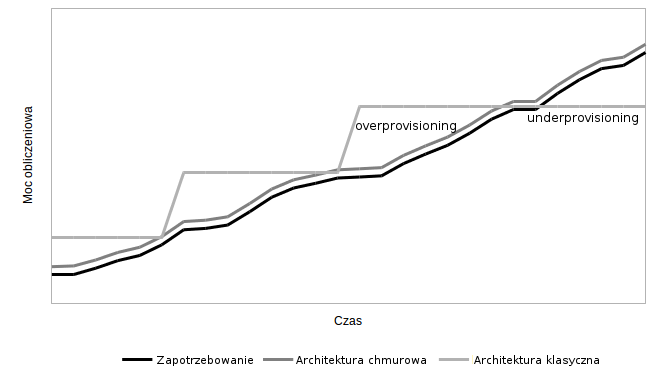 overprovisioning
underprovisioning
Moc obliczeniowa
Czas
Zapotrzebowanie
Architektura chmurowa
Architektura klasyczna